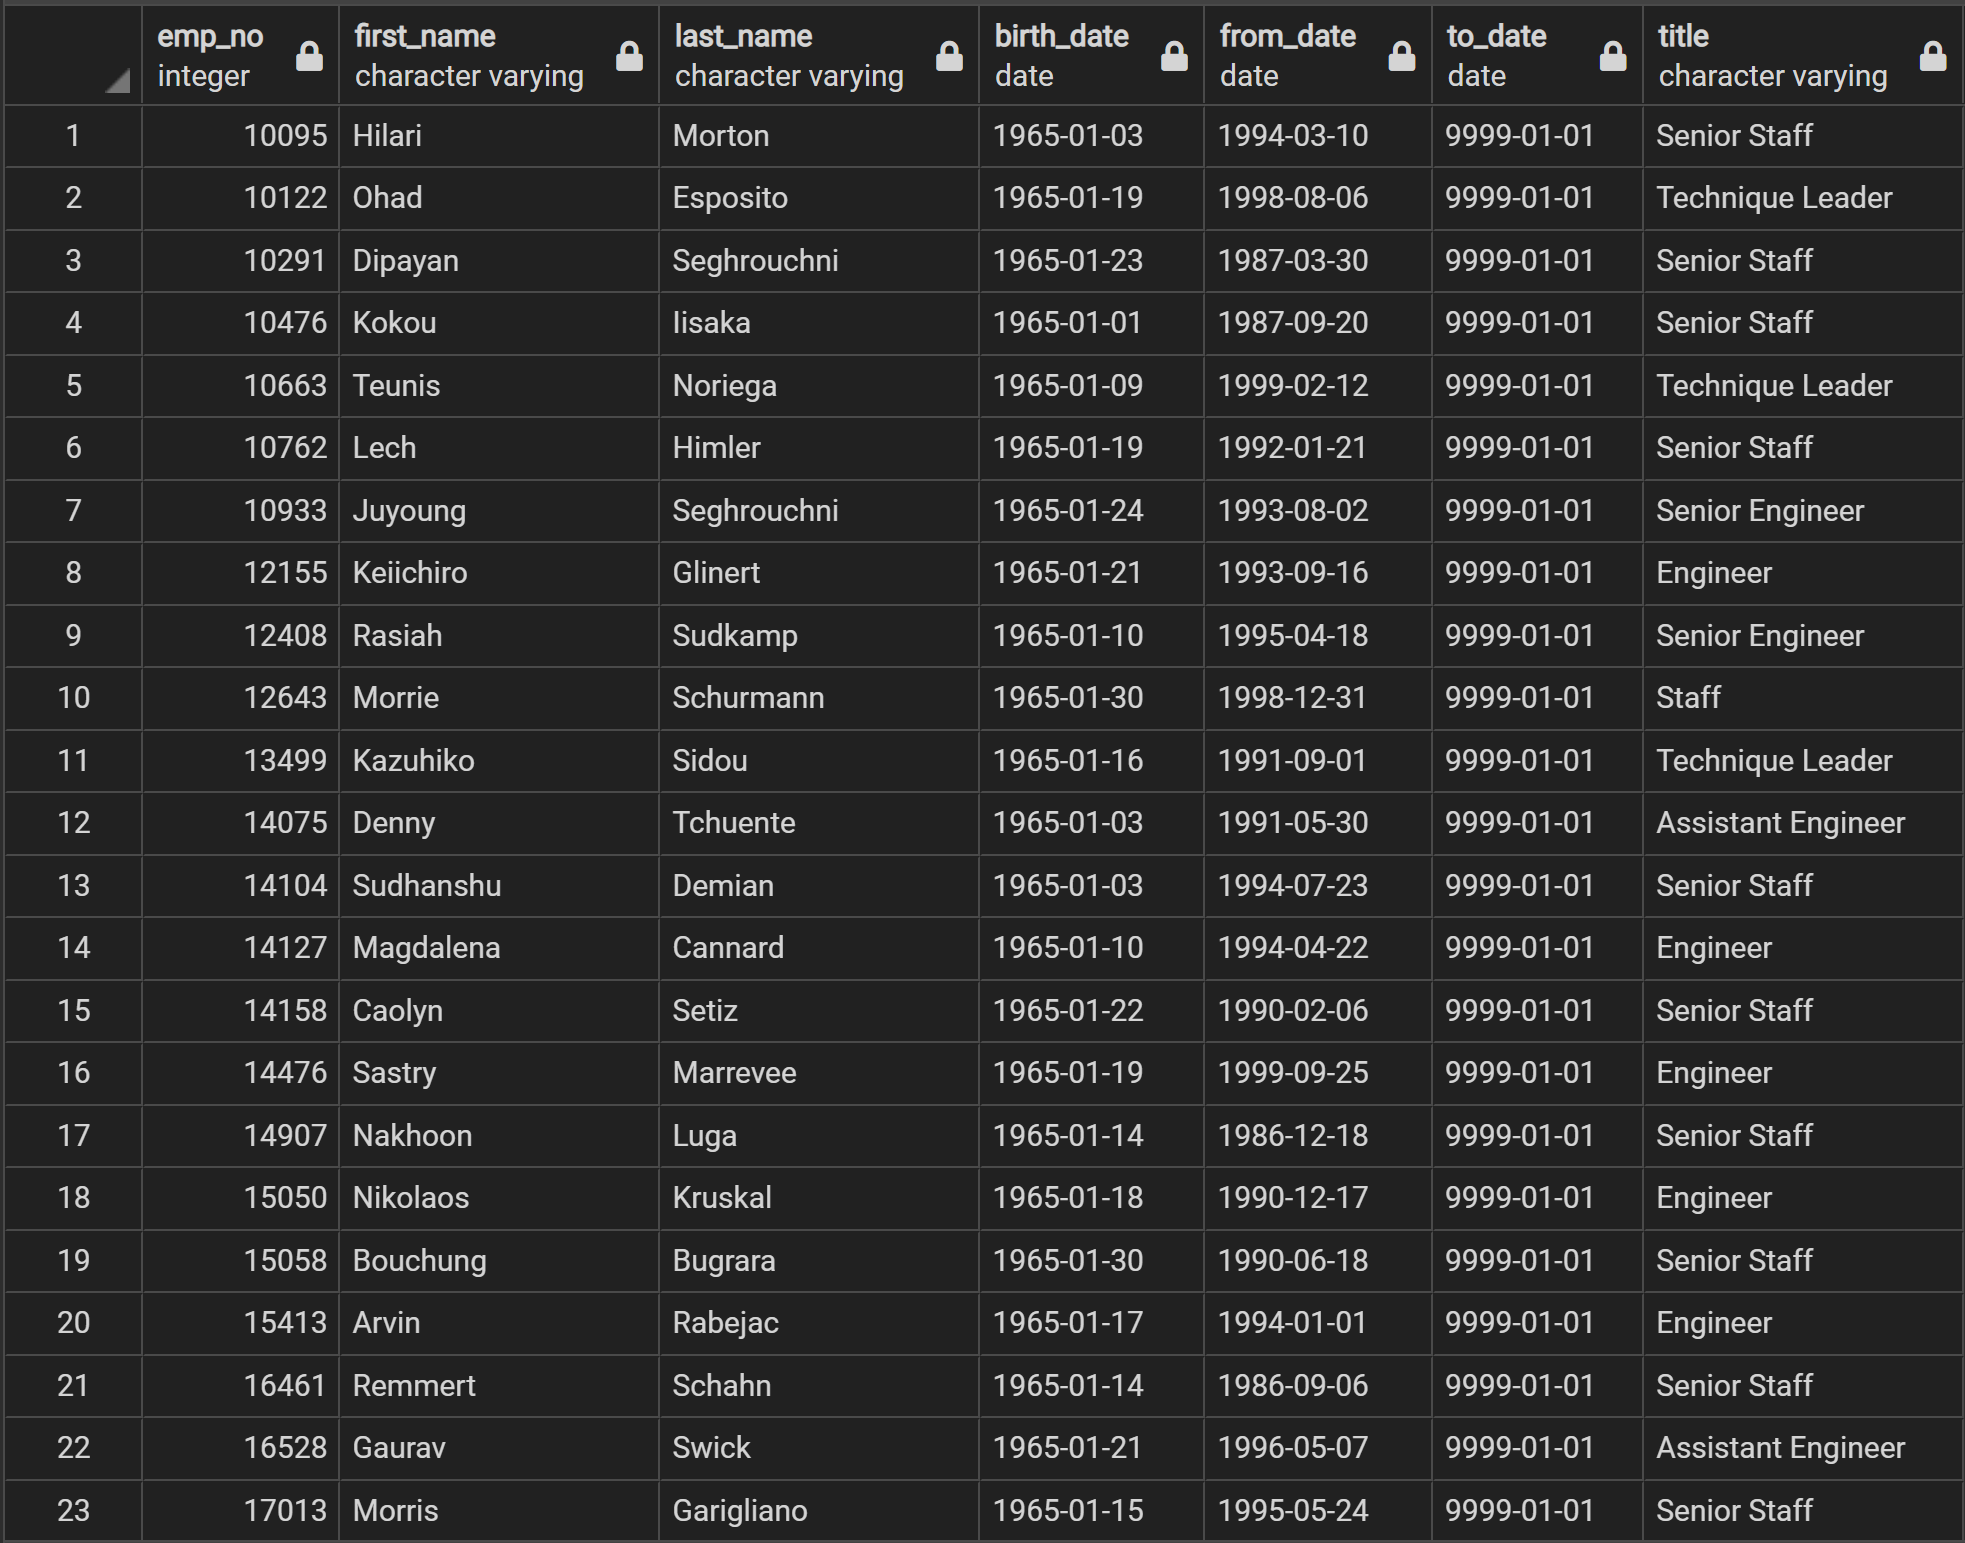 emp_no integer first_name character varying last_name character varying birth_date date from_date date to_date date title character varying
1 10095 Hilari Morton 1965-01-03 1994-03-10 9999-01-01 Senior Staff
2 10122 Ohad Esposito 1965-01-19 1998-08-06 9999-01-01 Technique Leader
3 10291 Dipayan Seghrouchni 1965-01-23 1987-03-30 9999-01-01 Senior Staff
4 10476 Kokou Iisaka 1965-01-01 1987-09-20 9999-01-01 Senior Staff
5 10663 Teunis Noriega 1965-01-09 1999-02-12 9999-01-01 Technique Leader
6 10762 Lech Himler 1965-01-19 1992-01-21 9999-01-01 Senior Staff
7 10933 Juyoung Seghrouchni 1965-01-24 1993-08-02 9999-01-01 Senior Engineer
8 12155 Keiichiro Glinert 1965-01-21 1993-09-16 9999-01-01 Engineer
9 12408 Rasiah Sudkamp 1965-01-10 1995-04-18 9999-01-01 Senior Engineer
10 12643 Morrie Schurmann 1965-01-30 1998-12-31 9999-01-01 Staff
11 13499 Kazuhiko Sidou 1965-01-16 1991-09-01 9999-01-01 Technique Leader
12 14075 Denny Tchuente 1965-01-03 1991-05-30 9999-01-01 Assistant Engineer
13 14104 Sudhanshu Demian 1965-01-03 1994-07-23 9999-01-01 Senior Staff
14 14127 Magdalena Cannard 1965-01-10 1994-04-22 9999-01-01 Engineer
15 14158 Caolyn Setiz 1965-01-22 1990-02-06 9999-01-01 Senior Staff
16 14476 Sastry Marrevee 1965-01-19 1999-09-25 9999-01-01 Engineer
17 14907 Nakhoon Luga 1965-01-14 1986-12-18 9999-01-01 Senior Staff
18 15050 Nikolaos Kruskal 1965-01-18 1990-12-17 9999-01-01 Engineer
19 15058 Bouchung Bugrara 1965-01-30 1990-06-18 9999-01-01 Senior Staff
20 15413 Arvin Rabejac 1965-01-17 1994-01-01 9999-01-01 Engineer
21 16461 Remmert Schahn 1965-01-14 1986-09-06 9999-01-01 Senior Staff
22 16528 Gaurav Swick 1965-01-21 1996-05-07 9999-01-01 Assistant Engineer
23 17013 Morris Garigliano 1965-01-15 1995-05-24 9999-01-01 Senior Staff